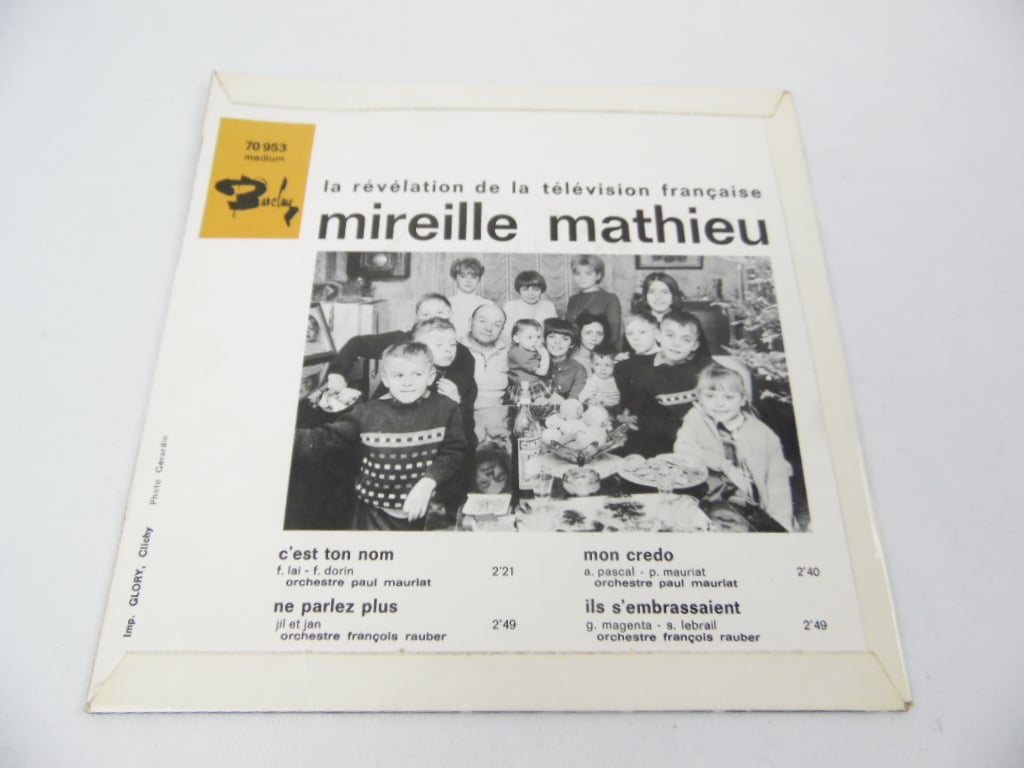 70 953
medium
Barclay
la révélation de la télévision française
mireille mathieu
c'est ton nom
f. lai - f. dorin 2'21
orchestre paul mauriat
ne parlez plus
jil et jan 2'49
orchestre françois rauber
mon credo
a. pascal - p. mauriat 2'40
orchestre paul mauriat
ils s'embrassaient
g. magenta - s. lebrail 2'49
orchestre françois rauber
Imp. GLORY, Clichy Photo Gérardin